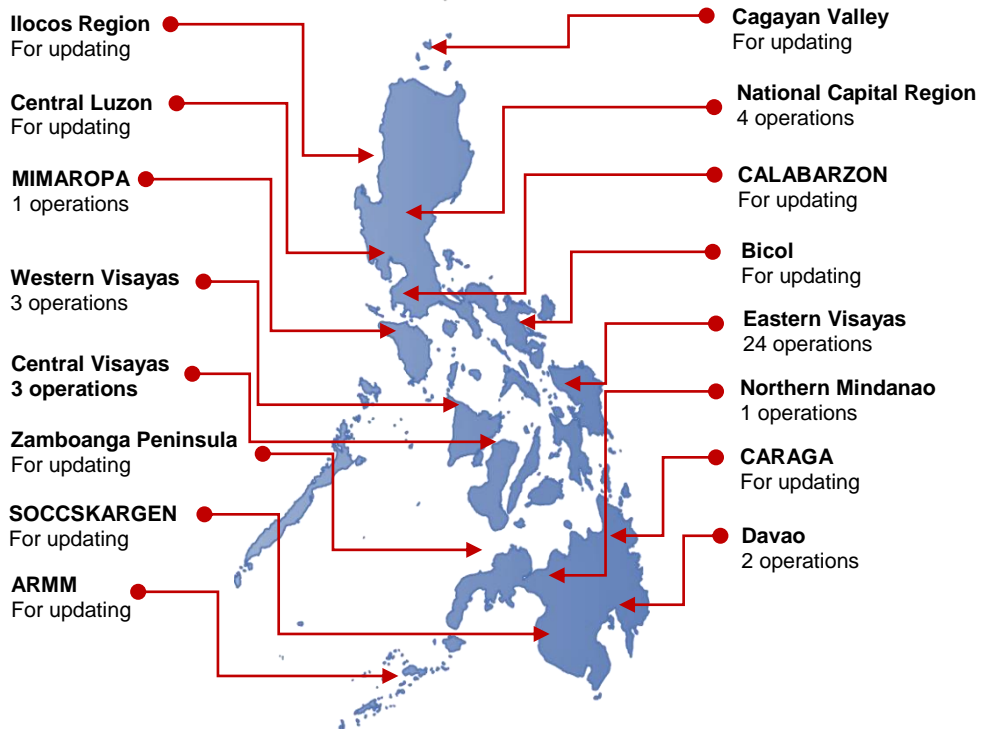 Ilocos Region
For updating
Central Luzon
For updating
MIMAROPA
1 operations
Western Visayas
3 operations
Central Visayas
3 operations
Zamboanga Peninsula
For updating
SOCCSKARGEN
For updating
ARMM
For updating
Cagayan Valley
For updating
National Capital Region
4 operations
CALABARZON
For updating
Bicol
For updating
Eastern Visayas
24 operations
Northern Mindanao
1 operations
CARAGA
For updating
Davao
2 operations